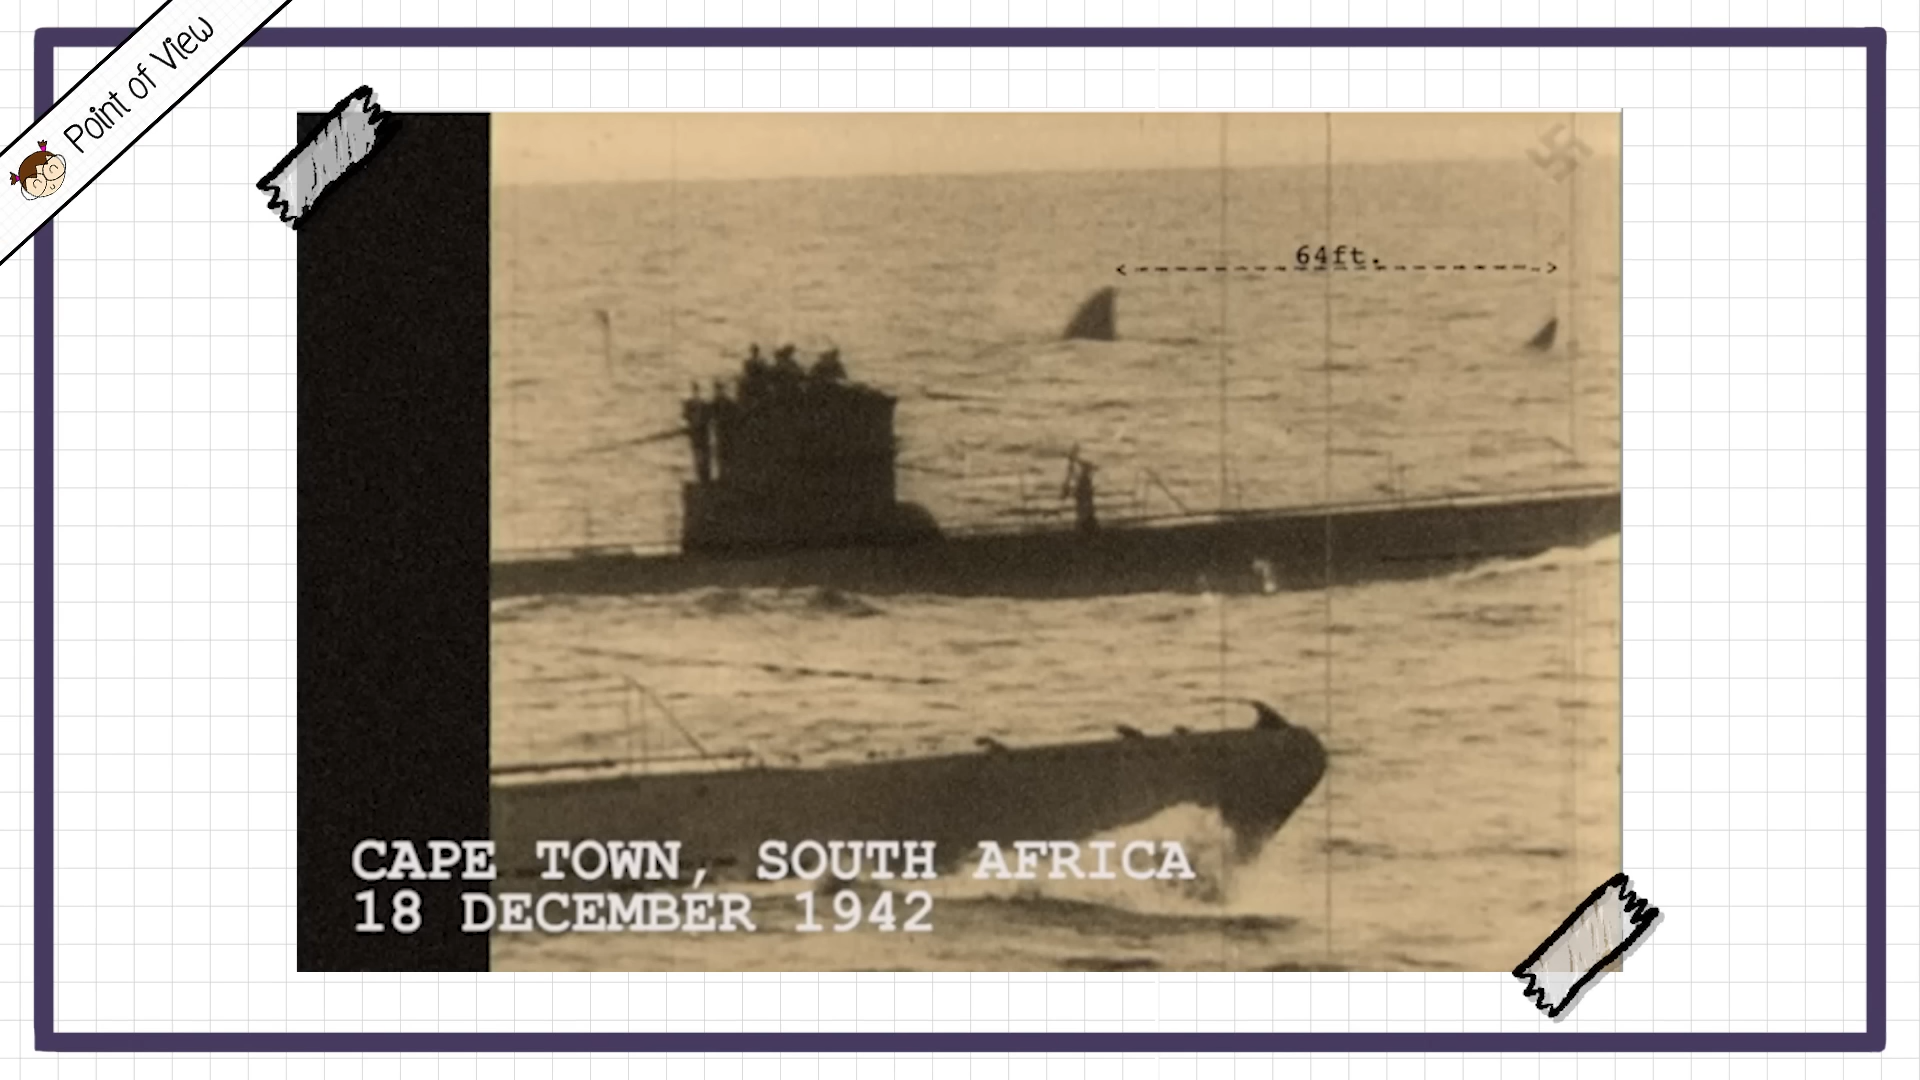 Point of View
64ft.
CAPE TOWN, SOUTH AFRICA
18 DECEMBER 1942